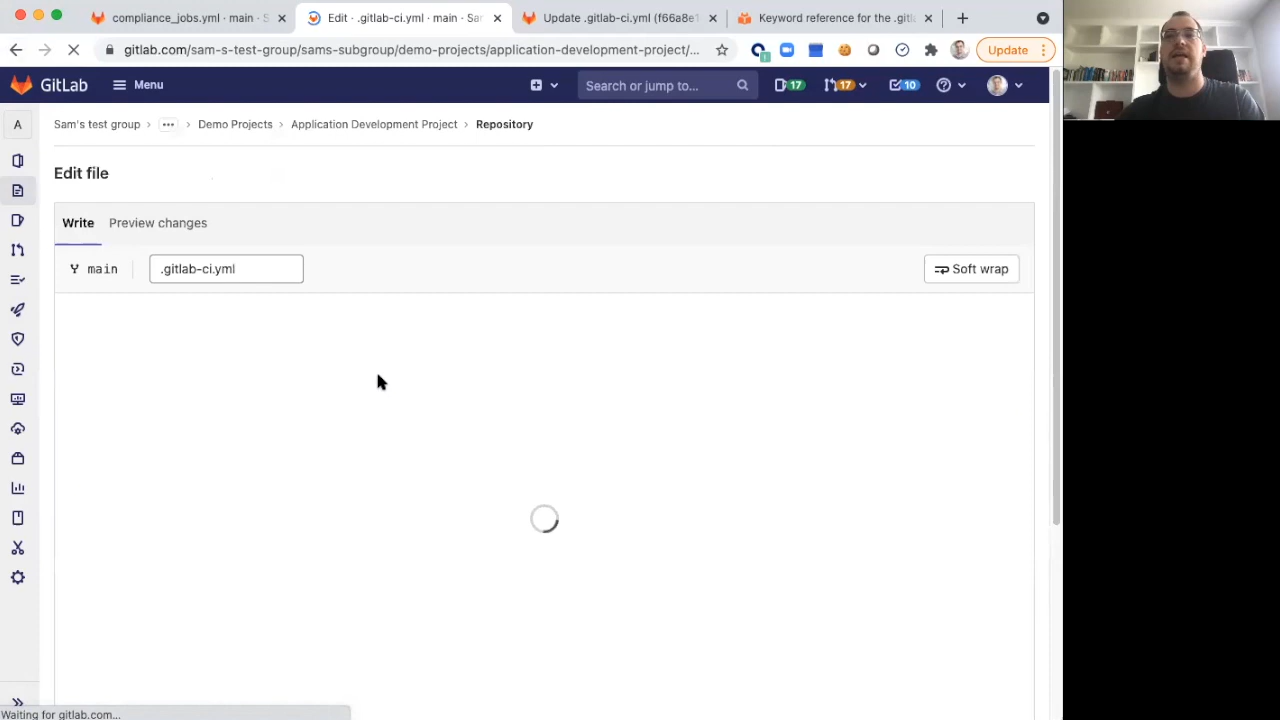 compliance_jobs.yml · main · S
Edit · .gitlab-ci.yml · main · Sar
Update .gitlab-ci.yml (f66a8e1
Keyword reference for the .gitla
gitlab.com/sam-s-test-group/sams-subgroup/demo-projects/application-development-project/...
Update
GitLab
Menu
Search or jump to...
17
17
10
A
Sam's test group > ... > Demo Projects > Application Development Project > Repository
Edit file
Write
Preview changes
main
.gitlab-ci.yml
Soft wrap
Waiting for gitlab.com...